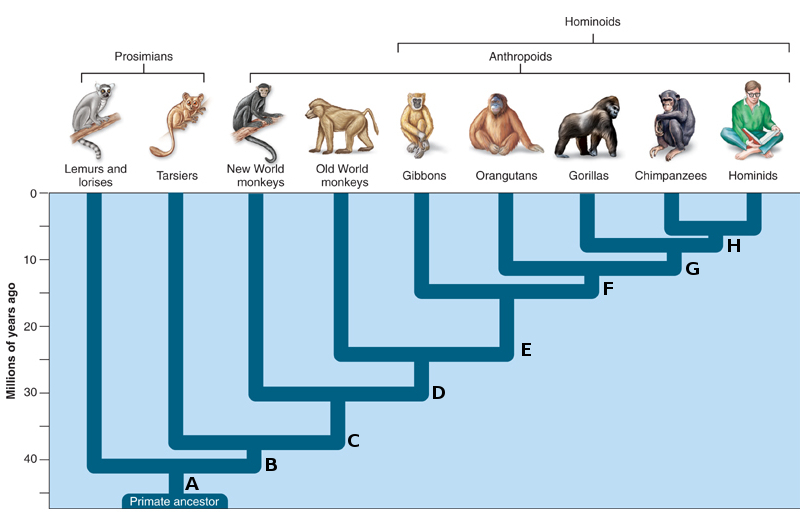 Hominoids
Prosimians
Anthropoids
Lemurs and
lorises
Tarsiers
New World
monkeys
Old World
monkeys
Gibbons
Orangutans
Gorillas
Chimpanzees
Hominids
Millions of years ago
0
10
20
30
40
H
G
F
E
D
C
B
A
Primate ancestor